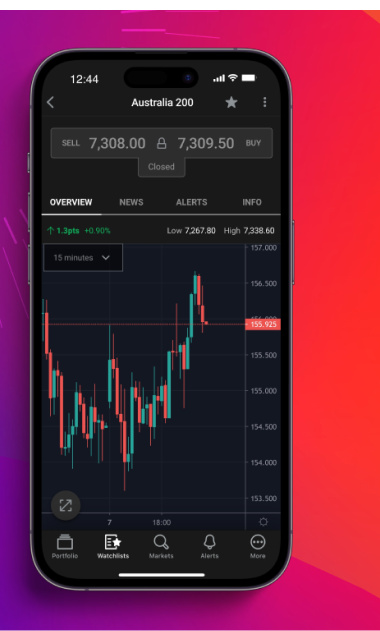 12:44
Australia 200
SELL 7,308.00 7,309.50 BUY
Closed
OVERVIEW NEWS ALERTS INFO
↑ 1.3pts +0.90% Low 7,267.80 High 7,338.60
15 minutes
157.000
156.500
156.000
155.925
155.500
155.000
154.500
154.000
153.500
7 18:00
Portfolio Watchlists Markets Alerts More